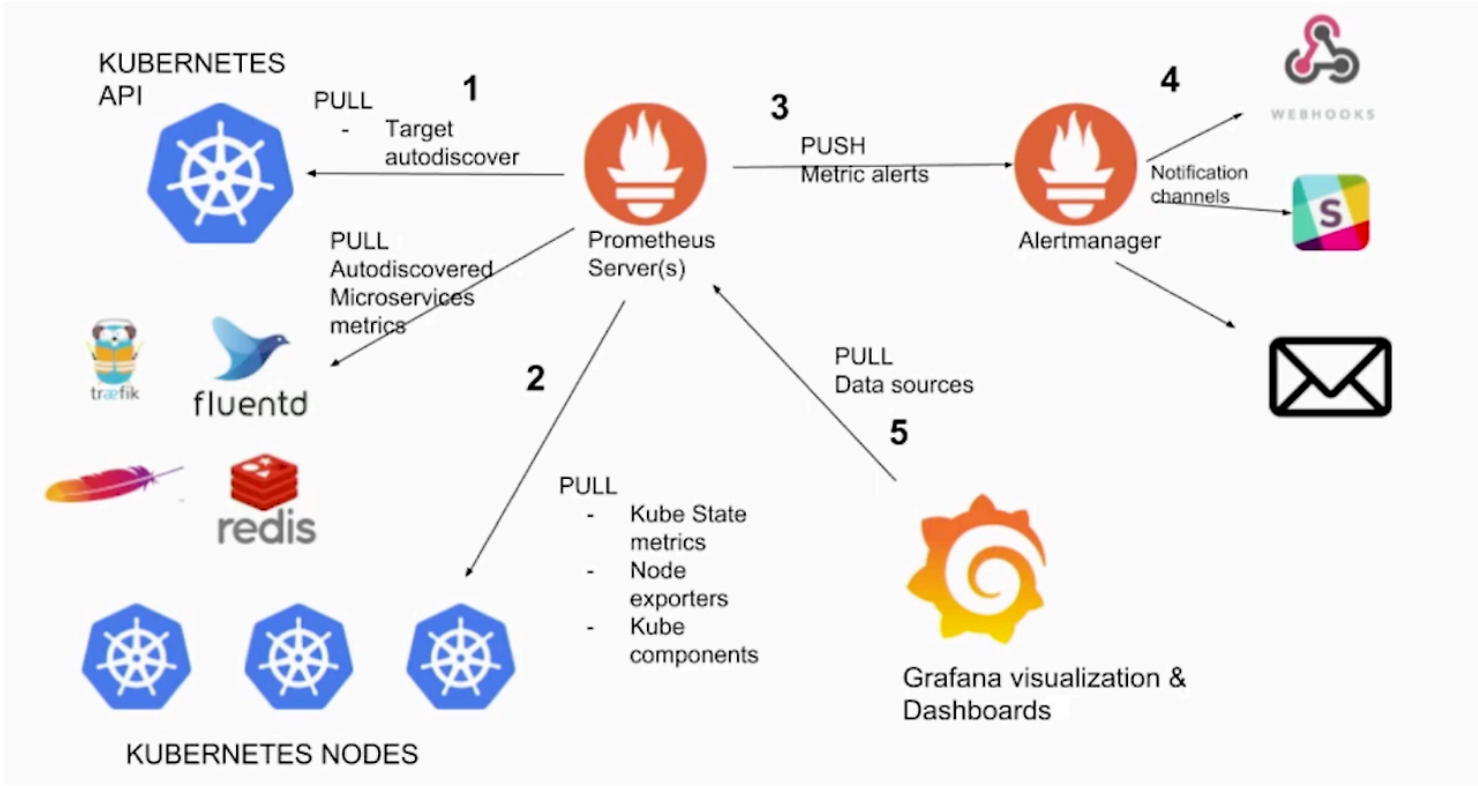 KUBERNETES
API
PULL
- Target
autodiscover
1
3
PUSH
Metric alerts
4
WEBHOOKS
Notification
channels
S
Prometheus
Server(s)
Alertmanager
PULL
Autodiscovered
Microservices
metrics
træfik
fluentd
2
PULL
Data sources
5
redis
PULL
- Kube State
metrics
- Node
exporters
- Kube
components
Grafana visualization &
Dashboards
KUBERNETES NODES